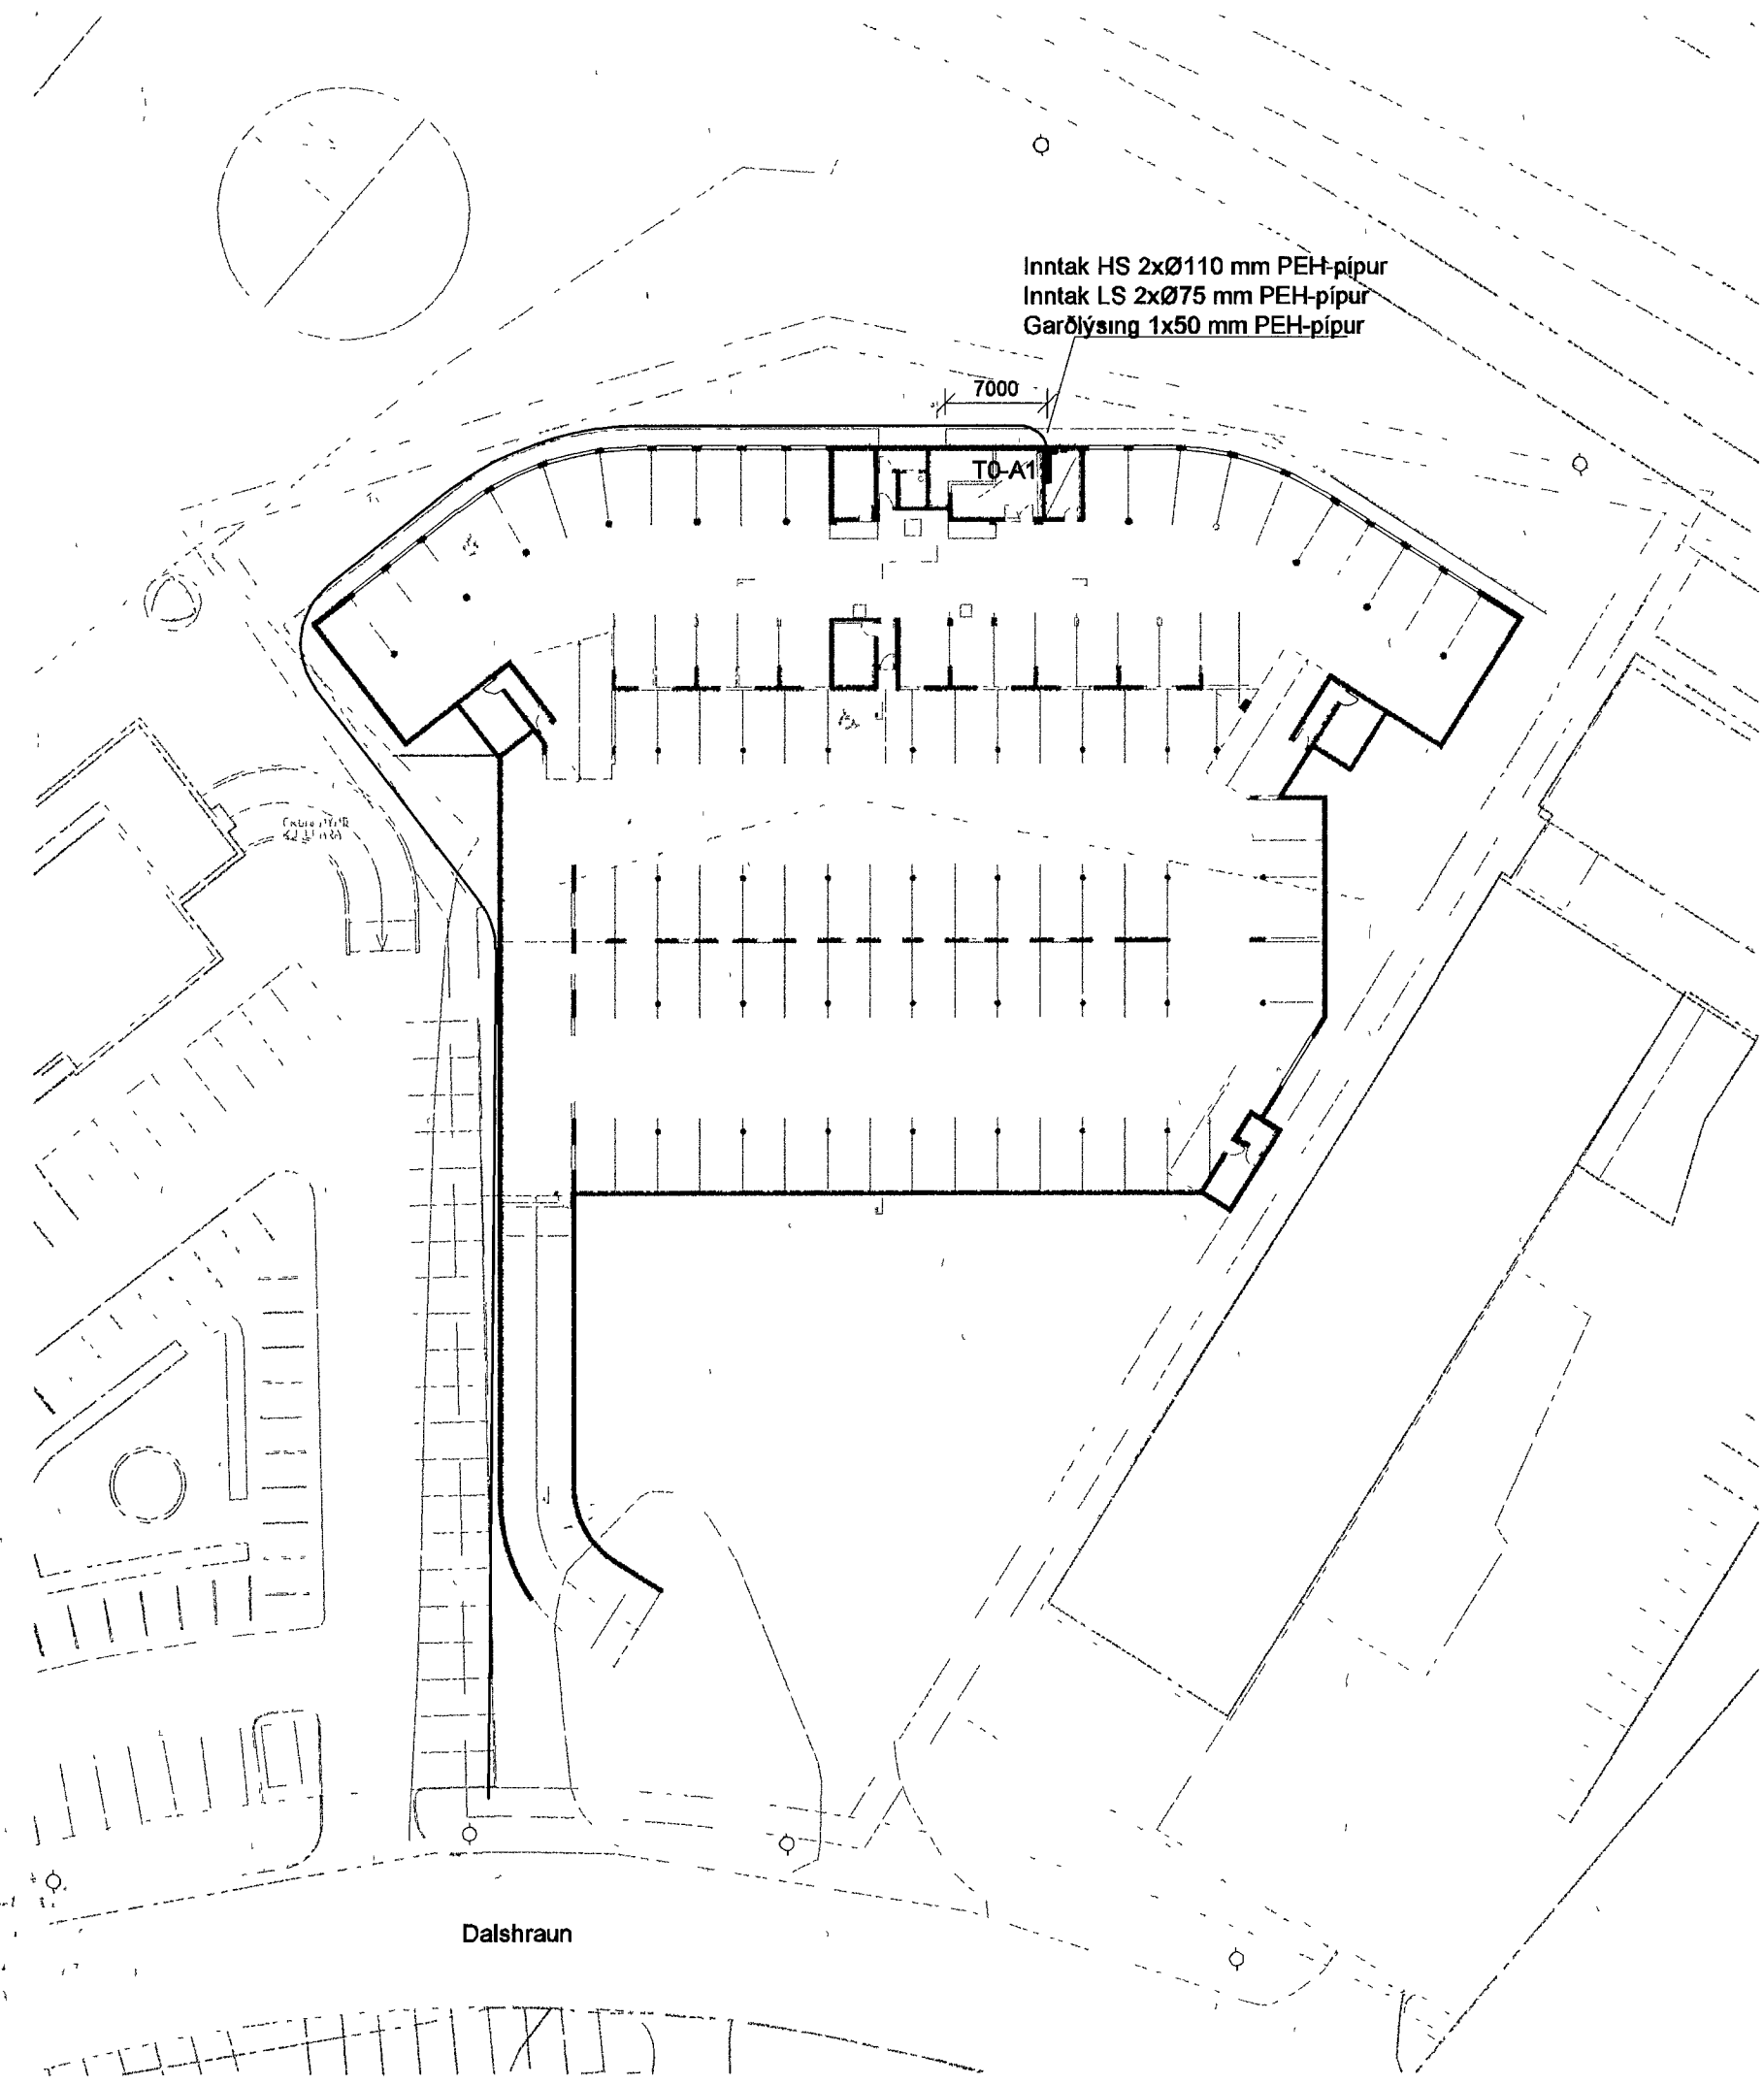 Inntak HS 2xØ110 mm PEH-pípur
Inntak LS 2xØ75 mm PEH-pípur
Garðlýsing 1x50 mm PEH-pípur
7000
T0-A1
Dalshraun